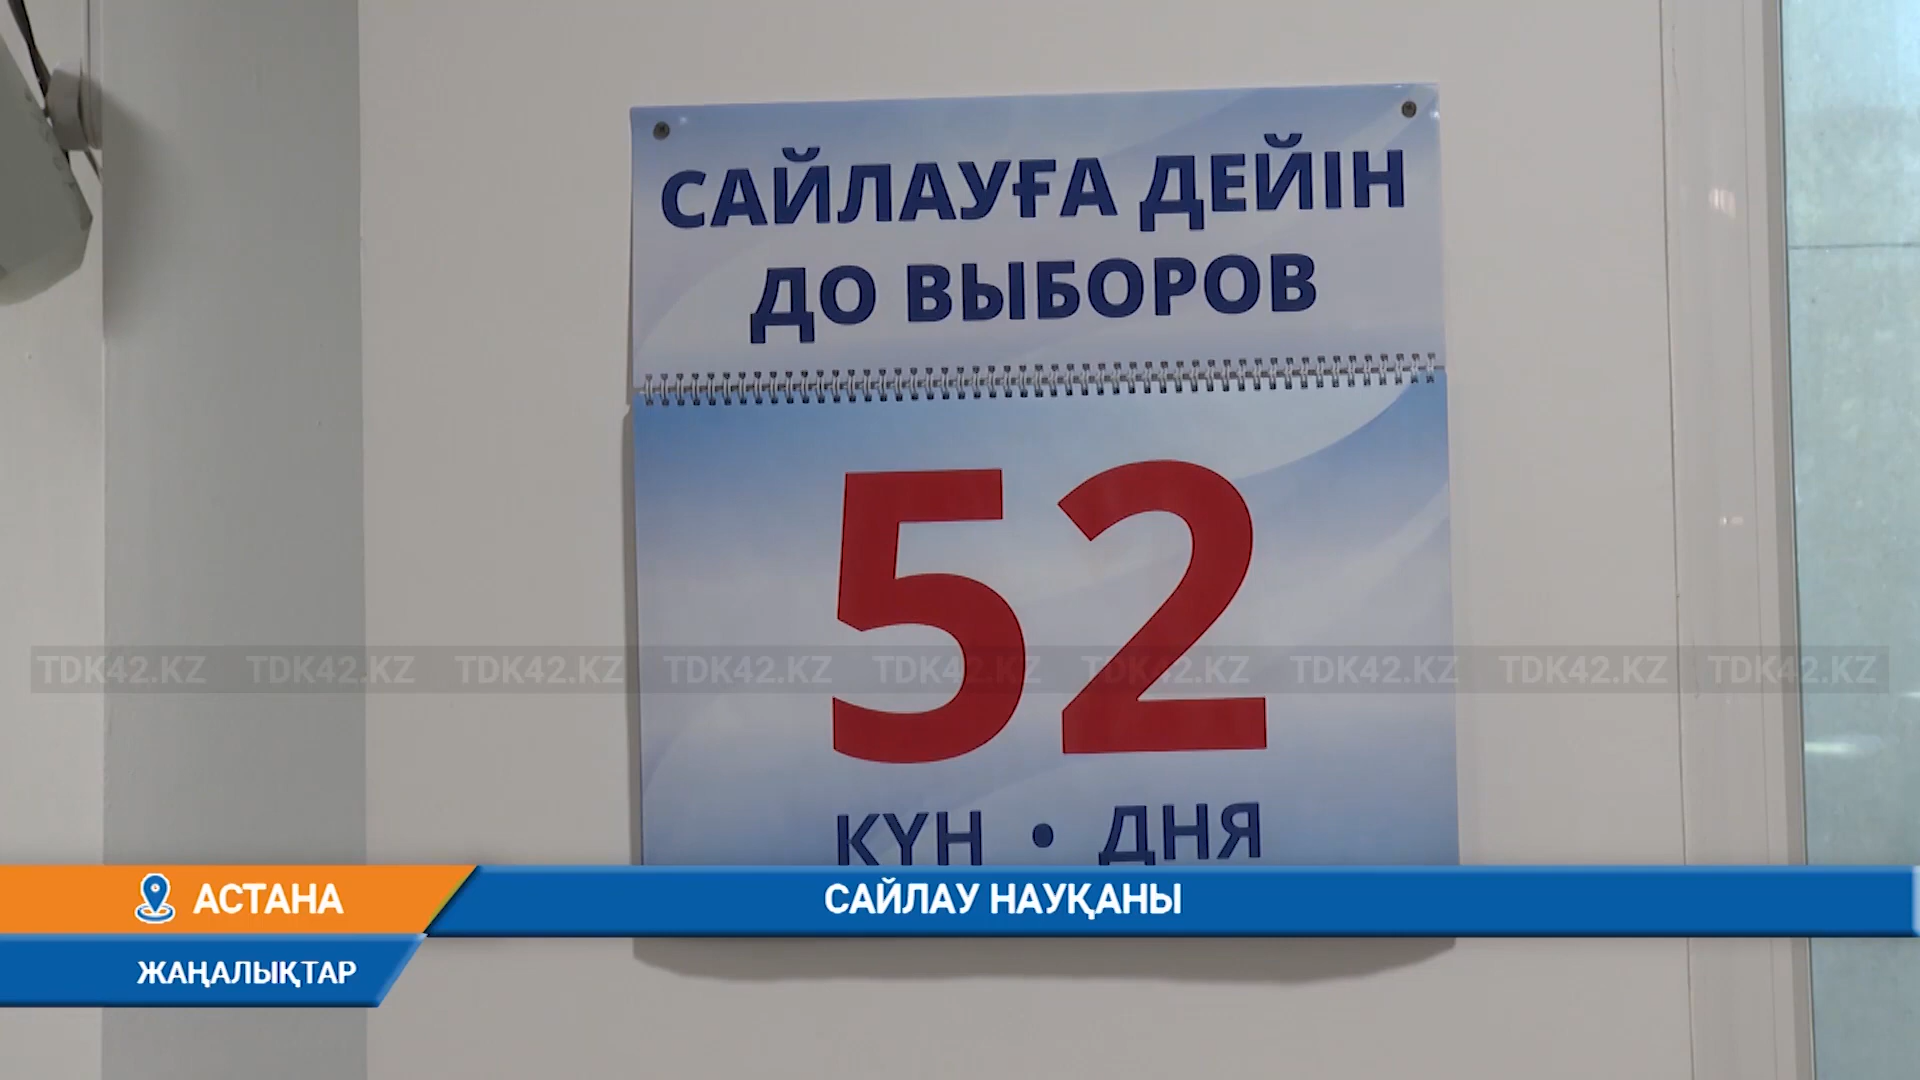 САЙЛАУҒА ДЕЙІН
ДО ВЫБОРОВ
52
TDK42.KZ TDK42.KZ TDK42.KZ TDK42.KZ TDK42.KZ TDK42.KZ TDK42.KZ TDK42.KZ TDK42.KZ
КҮН • ДНЯ
АСТАНА
САЙЛАУ НАУҚАНЫ
ЖАҢАЛЫҚТАР